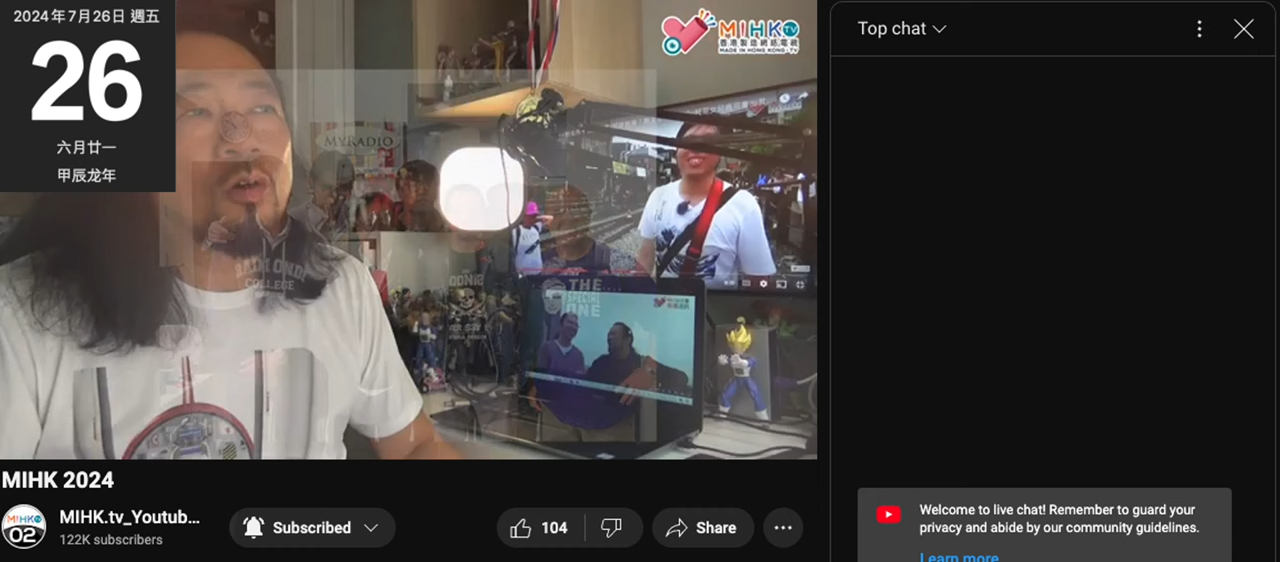 2024年7月26日 週五
26
六月廿一
甲辰龙年
MIHK TV
香港製造網絡電視
MADE IN HONG KONG . TV
MYRADIO
COLLEGE
THE
SPECIAL
ONE
MIHK 2024
MIHK.tv_Youtub...
122K subscribers
MIHK TV
02
Subscribed
104
Share
Top chat
Welcome to live chat! Remember to guard your
privacy and abide by our community guidelines.
Learn more